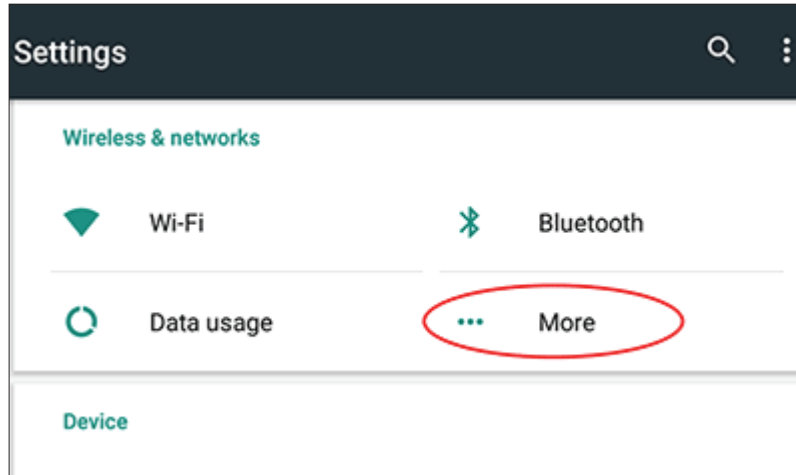 Settings
Wireless & networks
Wi-Fi
Bluetooth
Data usage
More
Device